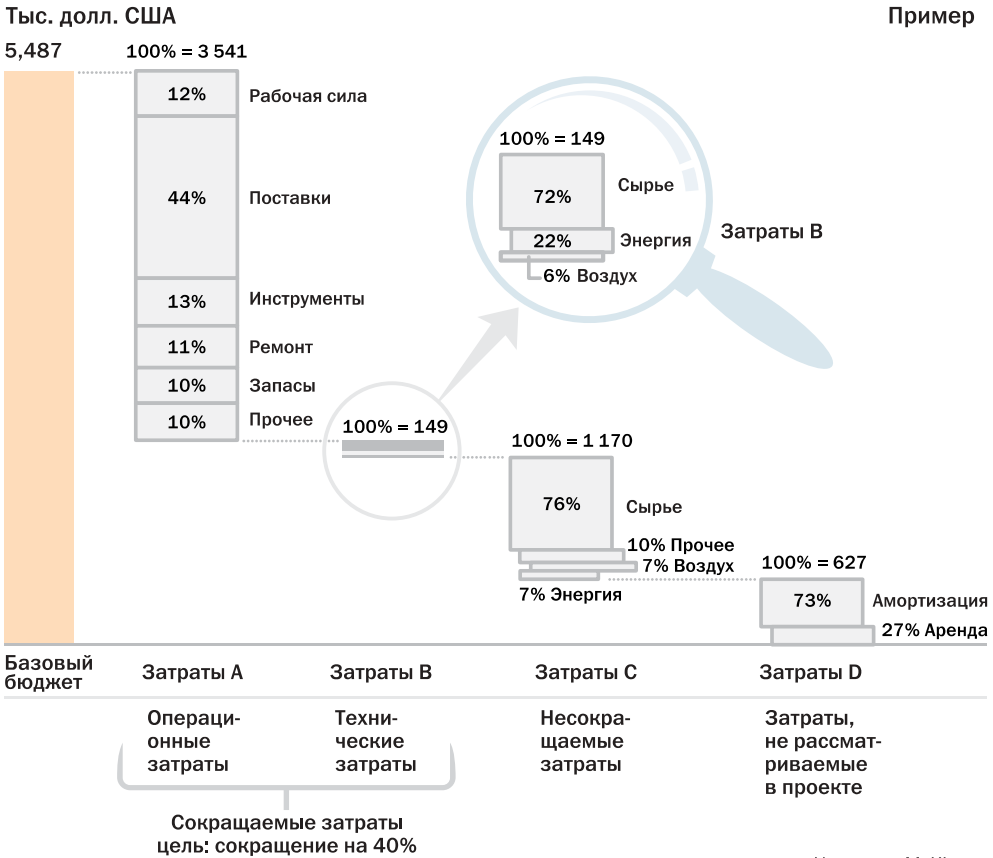 Тыс. долл. США
Пример
5,487
100% = 3 541
12%
Рабочая сила
44%
Поставки
13%
Инструменты
11%
Ремонт
10%
Запасы
10%
Прочее
100% = 149
72%
Сырье
22%
Энергия
6% Воздух
Затраты В
100% = 149
100% = 1 170
76%
Сырье
10% Прочее
7% Воздух
7% Энергия
100% = 627
73%
Амортизация
27% Аренда
Базовый
бюджет
Затраты А
Затраты В
Затраты С
Затраты D
Операци-
онные
затраты
Техни-
ческие
затраты
Несокра-
щаемые
затраты
Затраты,
не рассмат-
риваемые
в проекте
Сокращаемые затраты
цель: сокращение на 40%